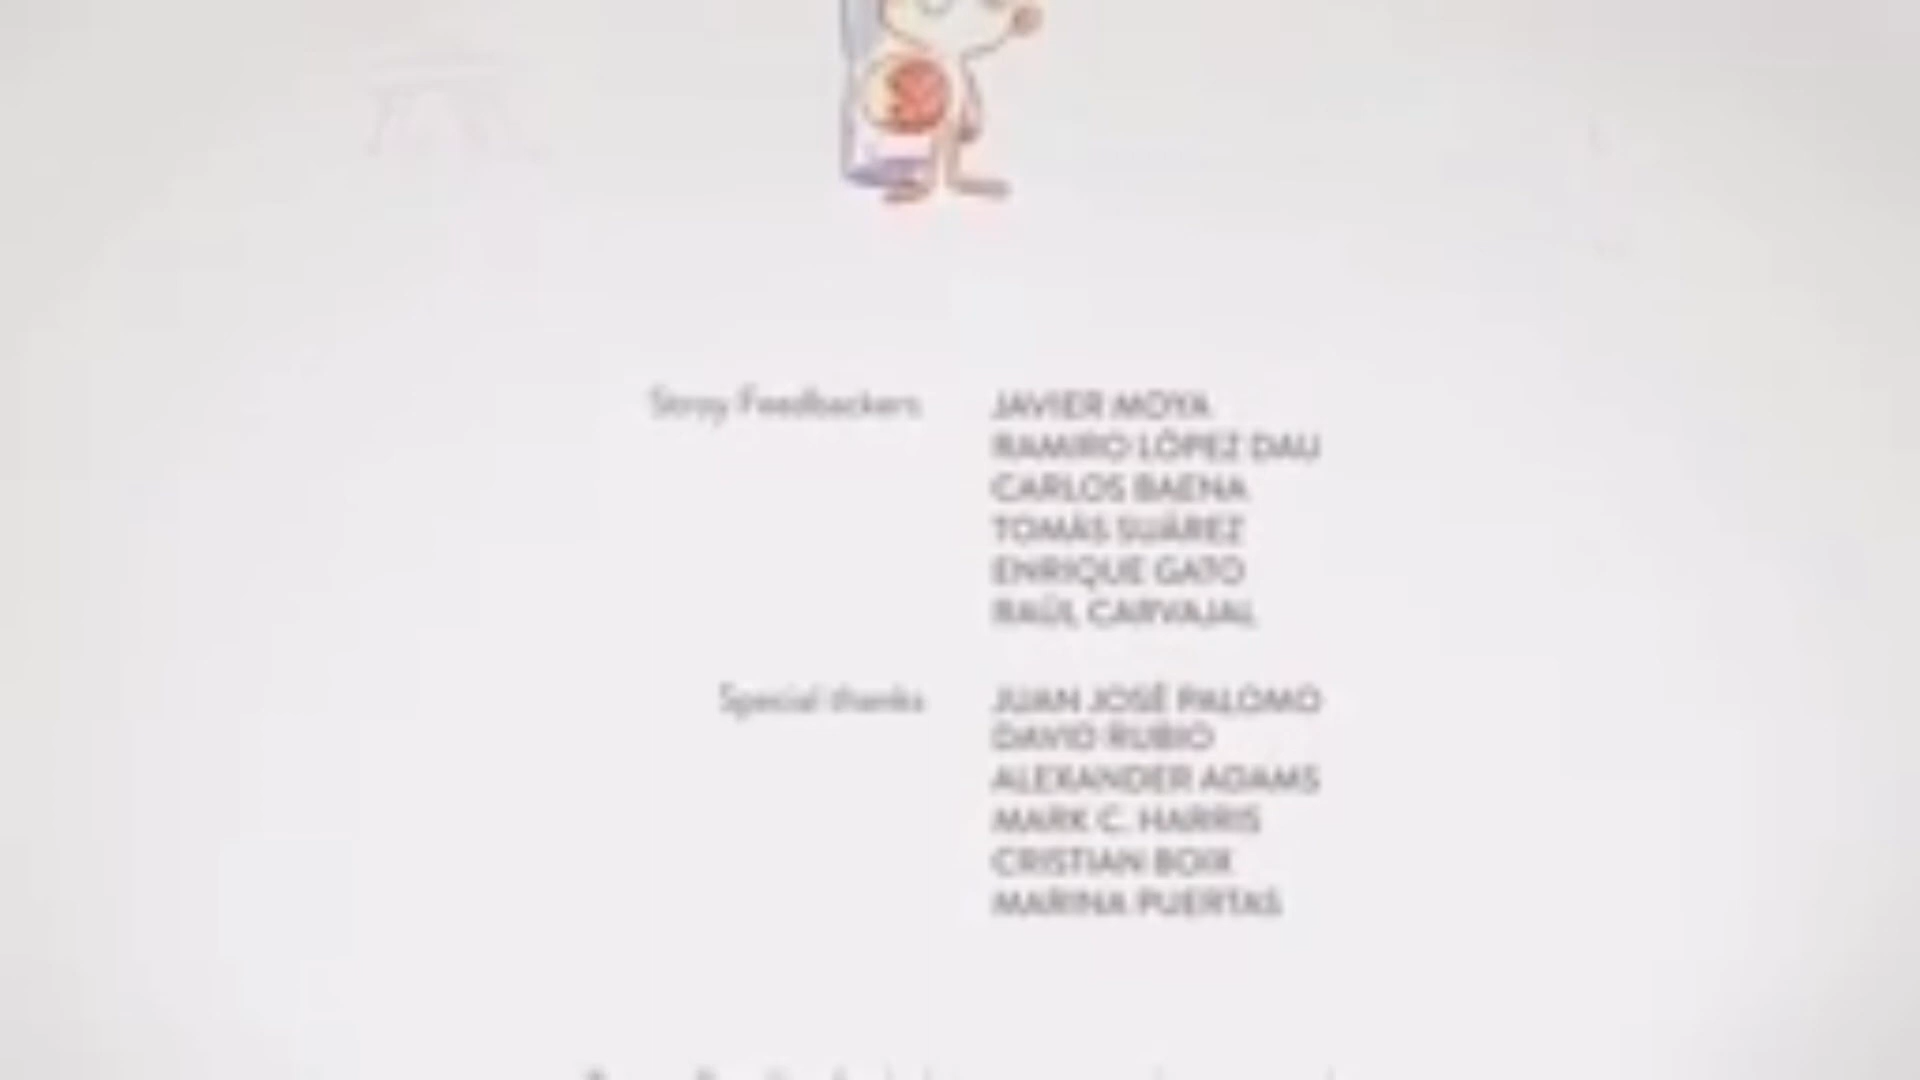 Stroy Feedbackers JAVIER MOYA
RAMIRO LÓPEZ DAU
CARLOS BAENA
TOMÁS SUÁREZ
ENRIQUE GATO
RAÚL CARVAJAL
Special thanks JUAN JOSÉ PALOMO
DAVID RUBIO
ALEXANDER ADAMS
MARK C. HARRIS
CRISTIAN BOIX
MARINA PUERTAS